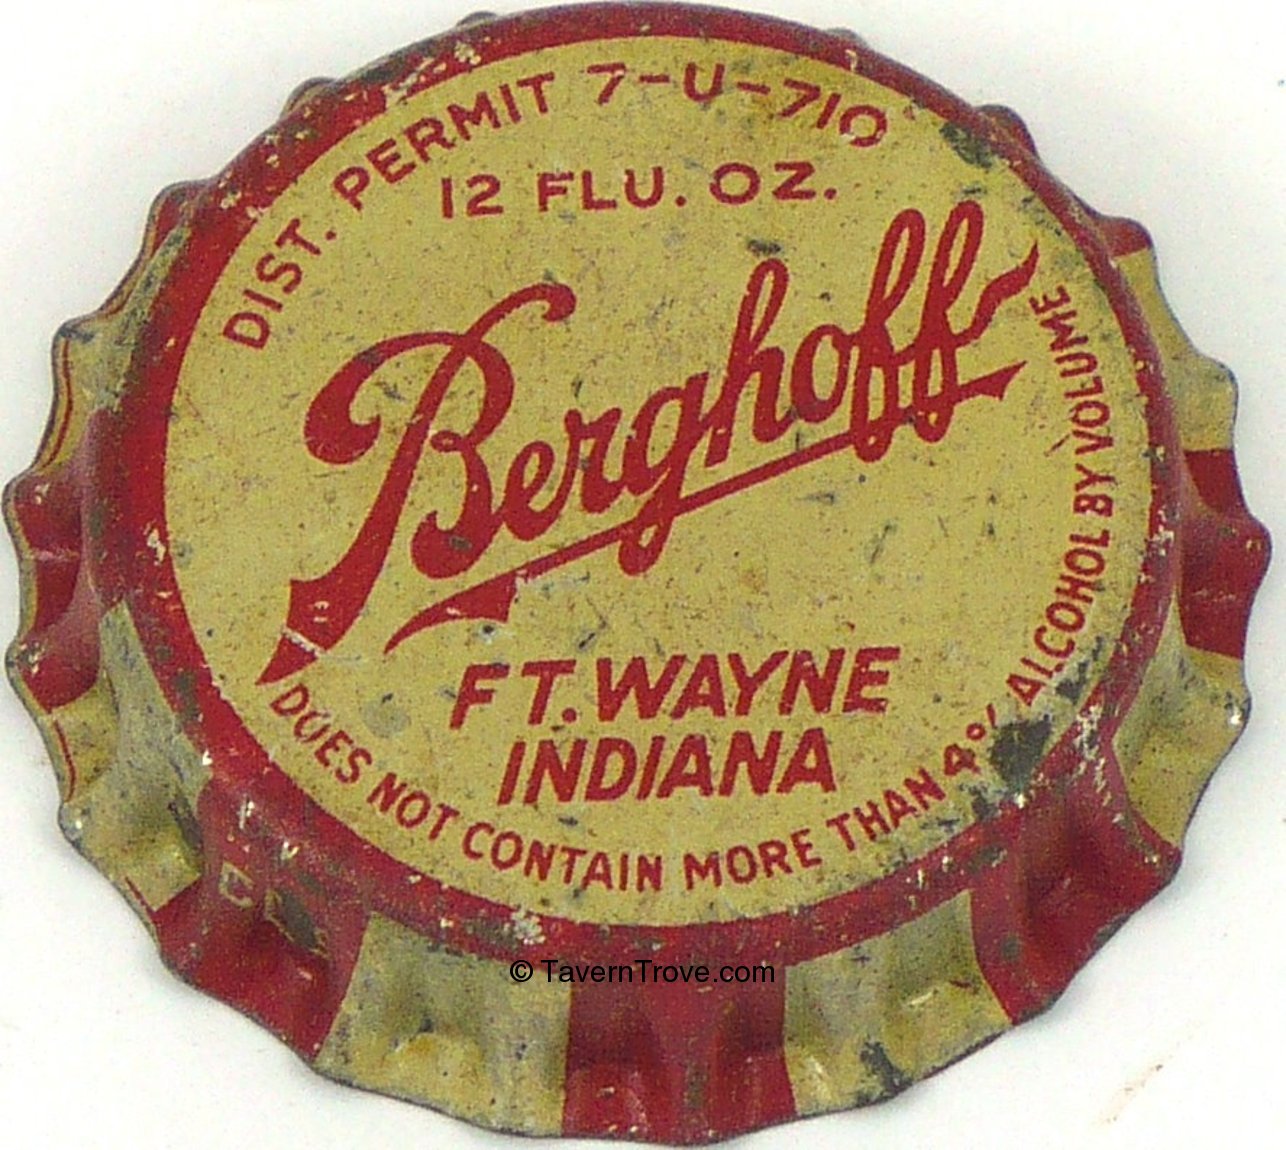 DIST. PERMIT 7-U-710
12 FLU. OZ.
Berghoff
FT. WAYNE
INDIANA
DOES NOT CONTAIN MORE THAN 4% ALCOHOL BY VOLUME
© TavernTrove.com